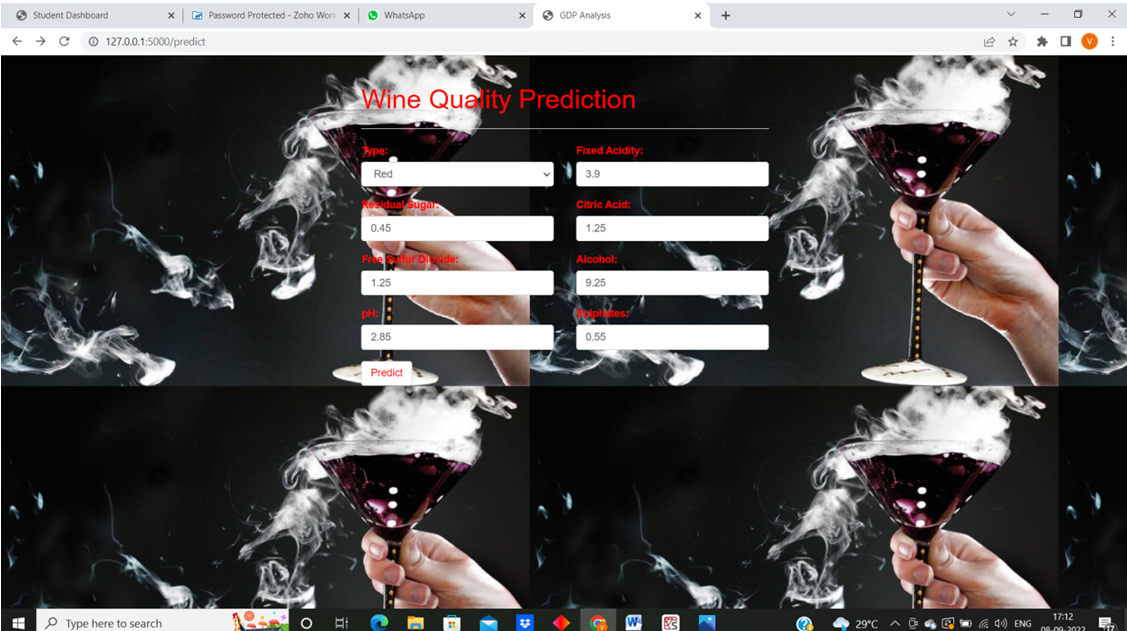 Student Dashboard
Password Protected - Zoho Work
WhatsApp
GDP Analysis
127.0.0.1:5000/predict
V
Wine Quality Prediction
Type: Fixed Acidity:
Red 3.9
Residual Sugar: Citric Acid:
0.45 1.25
Free Sulfur Dioxide: Alcohol:
1.25 9.25
pH: Sulphates:
2.85 0.55
Predict
Type here to search
W
29°C
ENG
17:12
08-09-2022
17